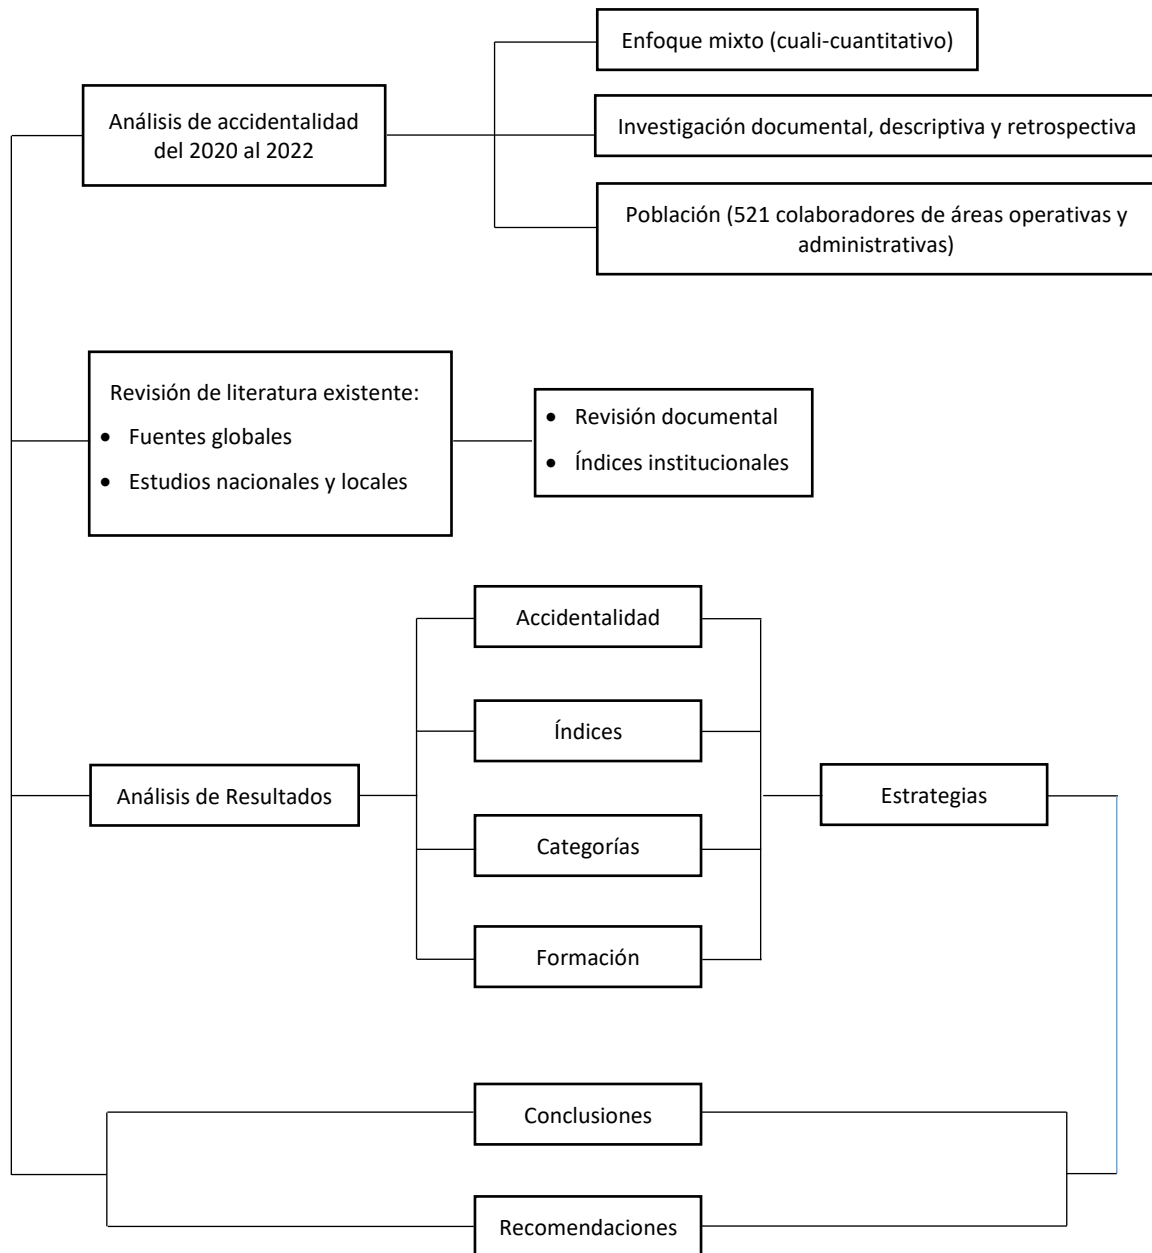 Enfoque mixto (cuali-cuantitativo)
Análisis de accidentalidad
del 2020 al 2022
Investigación documental, descriptiva y retrospectiva
Población (521 colaboradores de áreas operativas y
administrativas)
Revisión de literatura existente:
• Fuentes globales
• Estudios nacionales y locales
• Revisión documental
• Índices institucionales
Accidentalidad
Índices
Análisis de Resultados
Estrategias
Categorías
Formación
Conclusiones
Recomendaciones